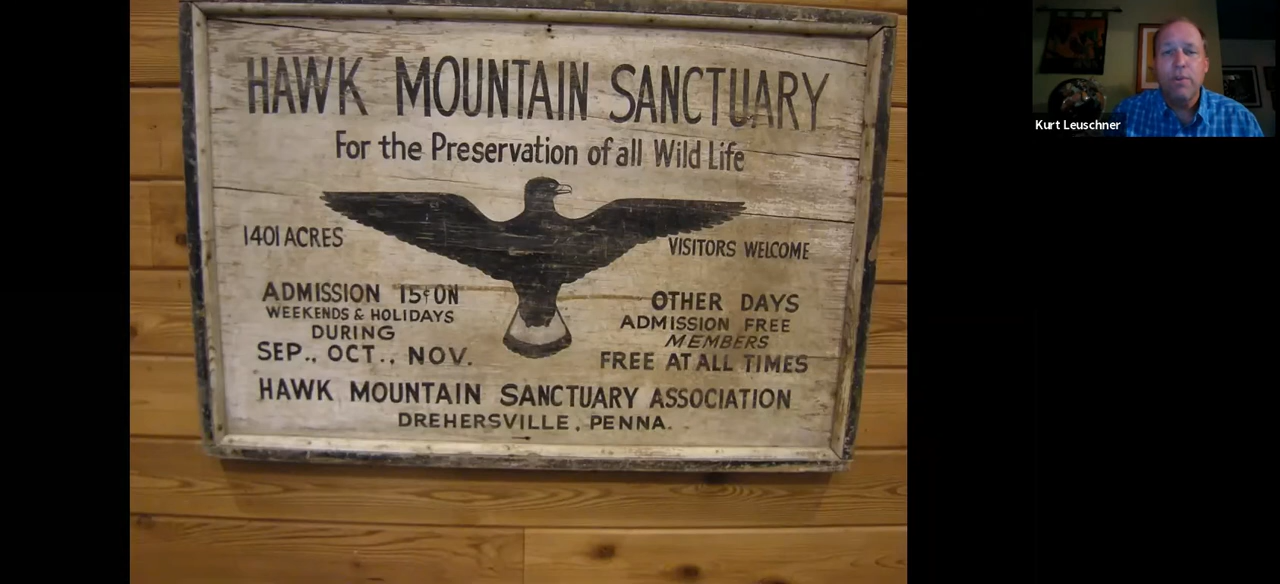 HAWK MOUNTAIN SANCTUARY
For the Preservation of all Wild Life
1401 ACRES
VISITORS WELCOME
ADMISSION 15¢ ON
WEEKENDS & HOLIDAYS
DURING
SEP., OCT., NOV.
OTHER DAYS
ADMISSION FREE
MEMBERS
FREE AT ALL TIMES
HAWK MOUNTAIN SANCTUARY ASSOCIATION
DREHERSVILLE, PENNA.
Kurt Leuschner